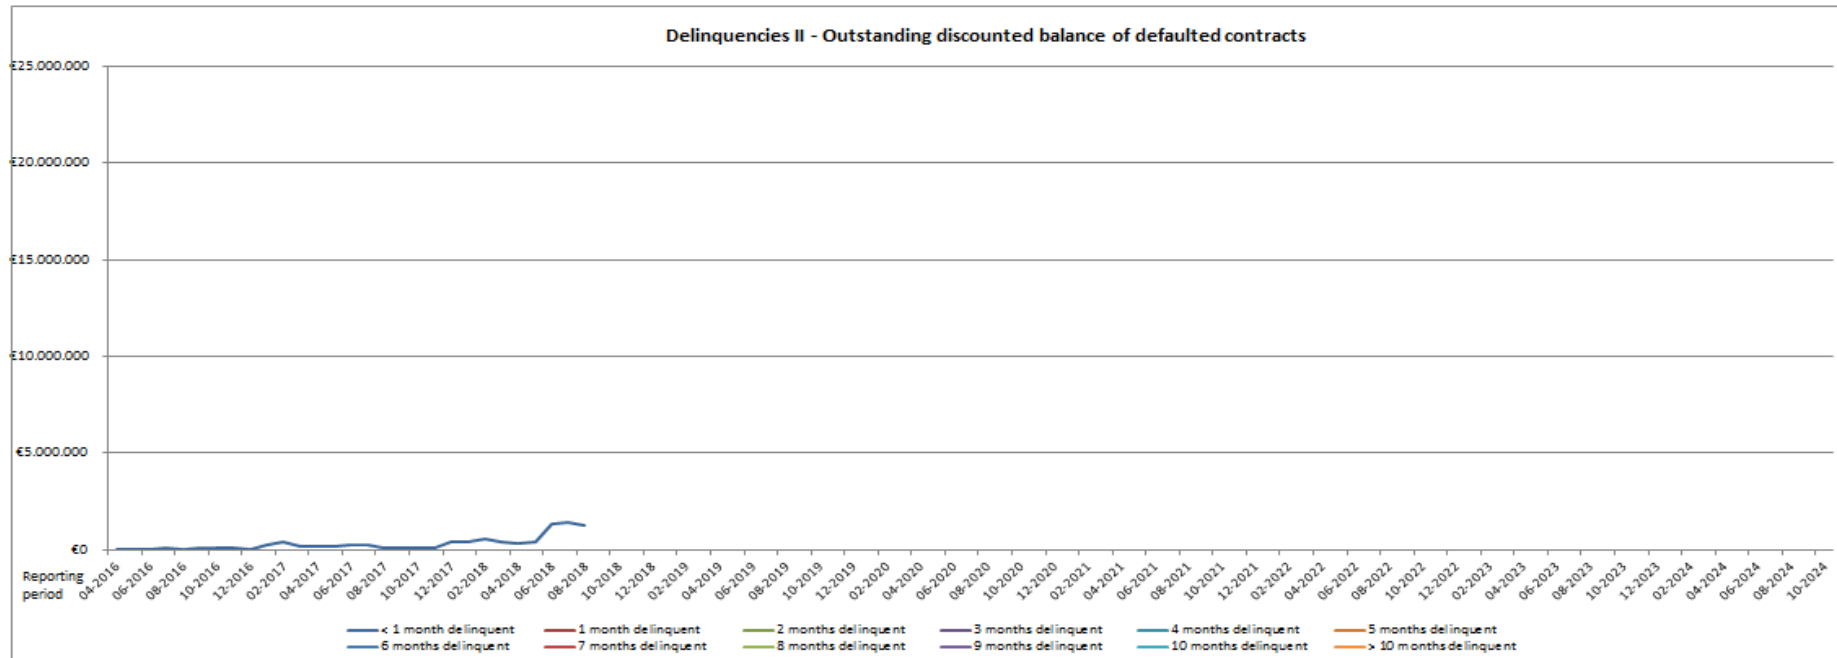 Delinquencies II - Outstanding discounted balance of defaulted contracts
€25.000.000
€20.000.000
€15.000.000
€10.000.000
€5.000.000
€0
Reporting
period
04-2016 06-2016 08-2016 10-2016 12-2016 02-2017 04-2017 06-2017 08-2017 10-2017 12-2017 02-2018 04-2018 06-2018 08-2018 10-2018 12-2018 02-2019 04-2019 06-2019 08-2019 10-2019 12-2019 02-2020 04-2020 06-2020 08-2020 10-2020 12-2020 02-2021 04-2021 06-2021 08-2021 10-2021 12-2021 02-2022 04-2022 06-2022 08-2022 10-2022 12-2022 02-2023 04-2023 06-2023 08-2023 10-2023 12-2023 02-2024 04-2024 06-2024 08-2024 10-2024
< 1 month delinquent 1 month delinquent 2 months delinquent 3 months delinquent 4 months delinquent 5 months delinquent
6 months delinquent 7 months delinquent 8 months delinquent 9 months delinquent 10 months delinquent > 10 months delinquent